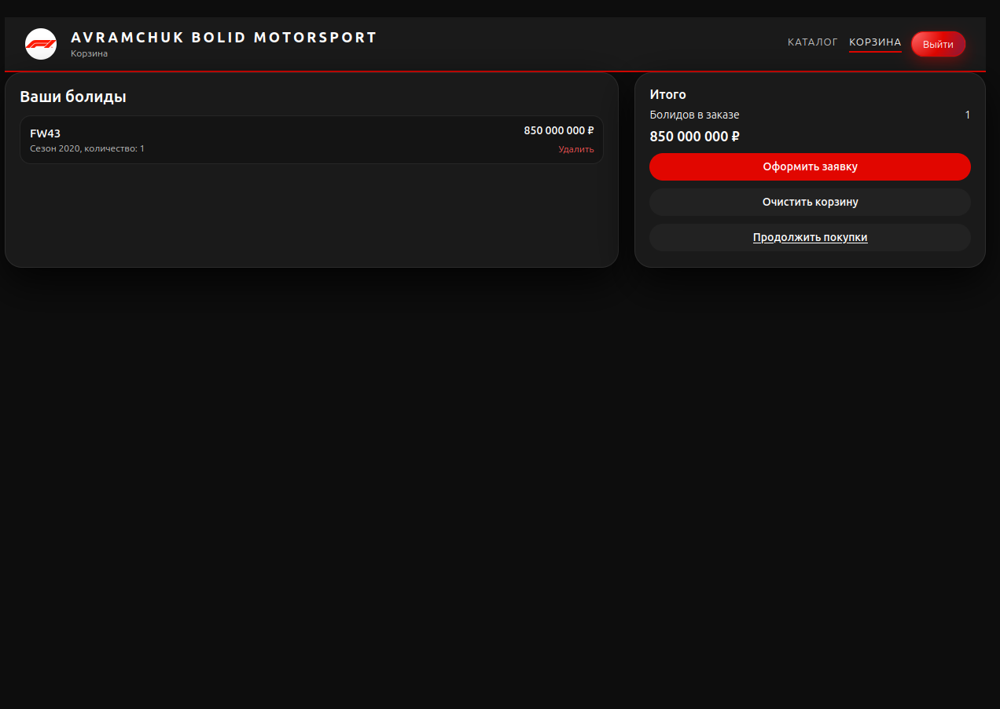 AVRAMCHUK BOLID MOTORSPORT
Корзина
КАТАЛОГ
КОРЗИНА
Выйти
Ваши болиды
FW43
Сезон 2020, количество: 1
850 000 000 ₽
Удалить
Итого
Болидов в заказе 1
850 000 000 ₽
Оформить заявку
Очистить корзину
Продолжить покупки